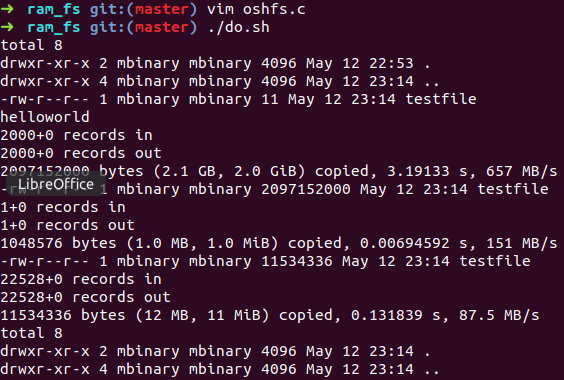 ➜ ram_fs git:(master) vim oshfs.c
➜ ram_fs git:(master) ./do.sh
total 8
drwxr-xr-x 2 mbinary mbinary 4096 May 12 22:53 .
drwxr-xr-x 4 mbinary mbinary 4096 May 12 23:14 ..
-rw-r--r-- 1 mbinary mbinary 11 May 12 23:14 testfile
helloworld
2000+0 records in
2000+0 records out
2097152000 bytes (2.1 GB, 2.0 GiB) copied, 3.19133 s, 657 MB/s
LibreOffice
1 mbinary mbinary 2097152000 May 12 23:14 testfile
1+0 records in
1+0 records out
1048576 bytes (1.0 MB, 1.0 MiB) copied, 0.00694592 s, 151 MB/s
-rw-r--r-- 1 mbinary mbinary 11534336 May 12 23:14 testfile
22528+0 records in
22528+0 records out
11534336 bytes (12 MB, 11 MiB) copied, 0.131839 s, 87.5 MB/s
total 8
drwxr-xr-x 2 mbinary mbinary 4096 May 12 23:14 .
drwxr-xr-x 4 mbinary mbinary 4096 May 12 23:14 ..